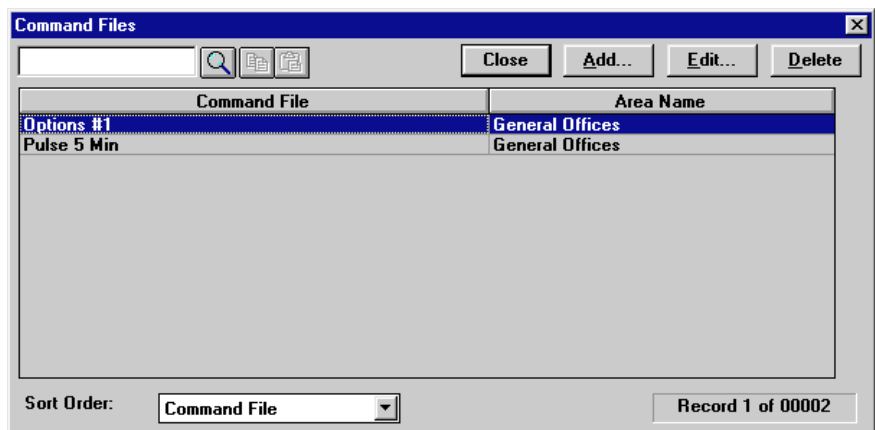 Command Files
Close Add... Edit... Delete
Command File Area Name
Options #1 General Offices
Pulse 5 Min General Offices
Sort Order: Command File Record 1 of 00002